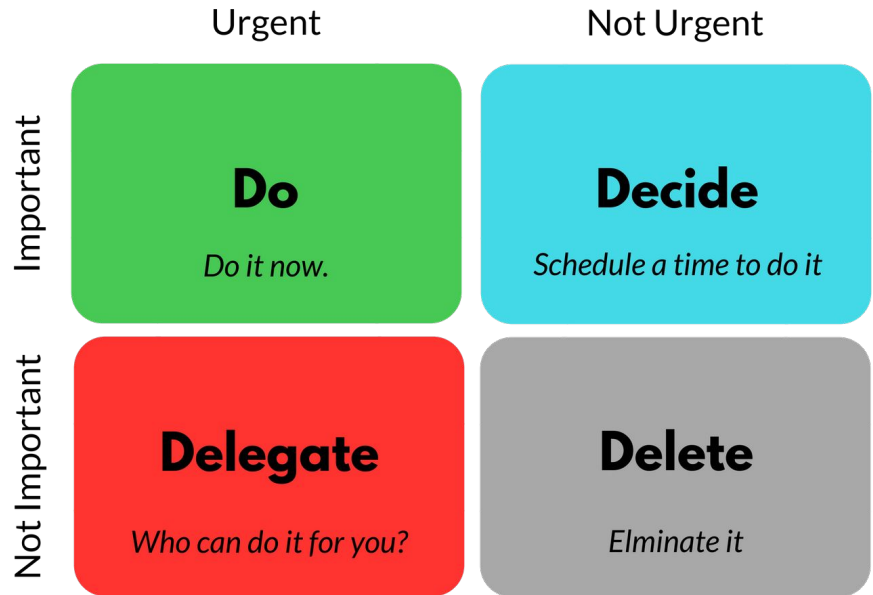 Urgent
Not Urgent
Important
Do
Do it now.
Decide
Schedule a time to do it
Not Important
Delegate
Who can do it for you?
Delete
Elminate it